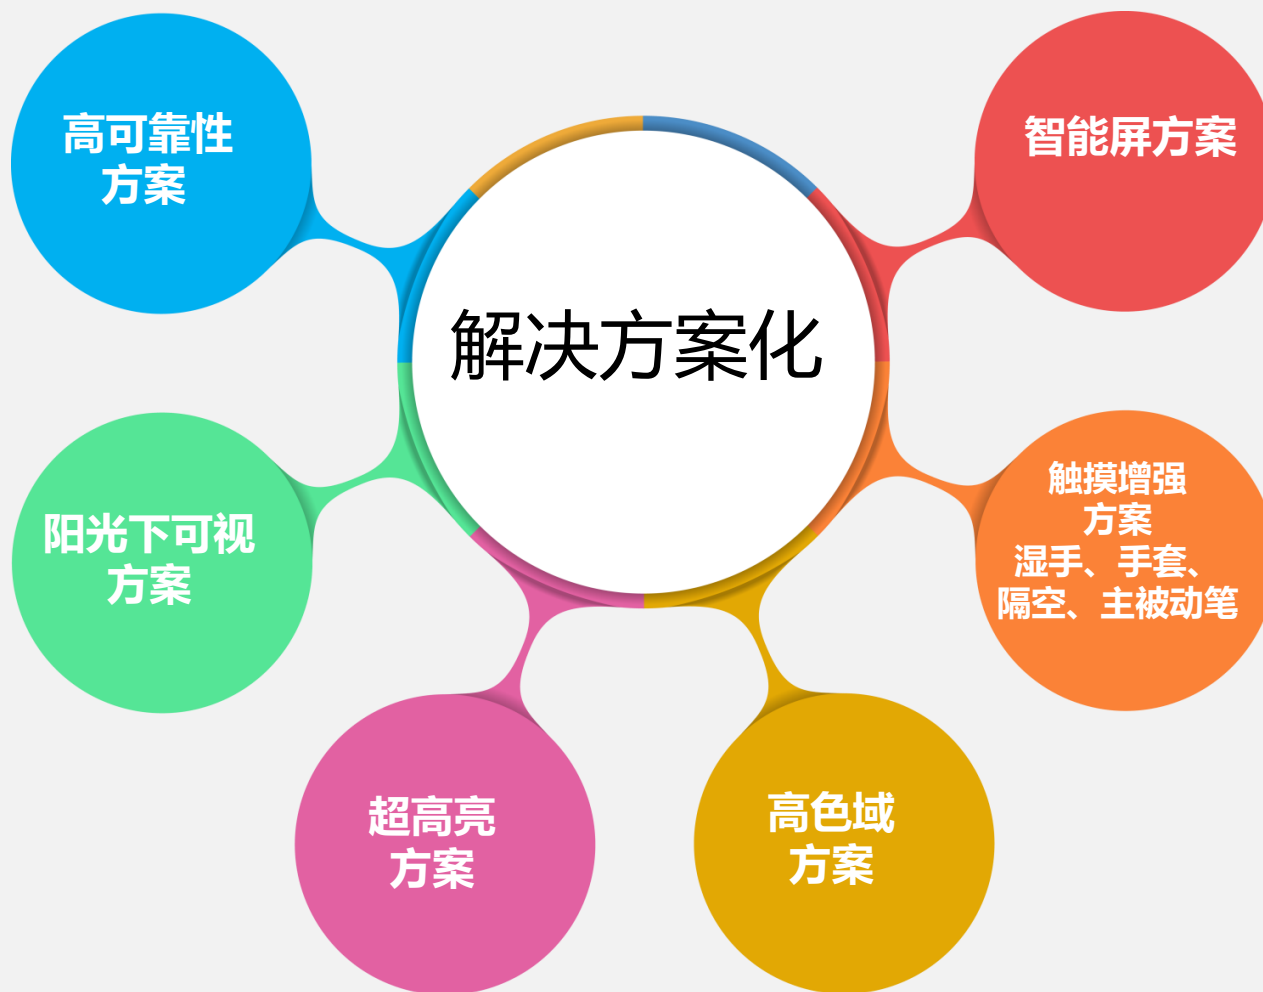 高可靠性
方案
智能屏方案
解决方案化
阳光下可视
方案
触摸增强
方案
湿手、手套、
隔空、主被动笔
超高亮
方案
高色域
方案